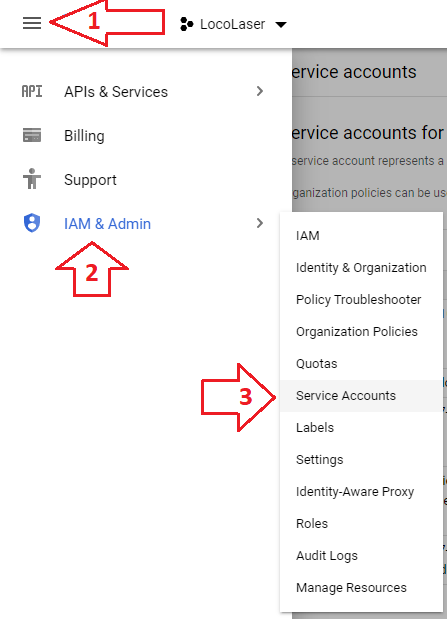 1
LocoLaser
API APIs & Services
Billing
Support
IAM & Admin
2
3
IAM
Identity & Organization
Policy Troubleshooter
Organization Policies
Quotas
Service Accounts
Labels
Settings
Identity-Aware Proxy
Roles
Audit Logs
Manage Resources
ervice accounts
ervice accounts for
service account represents a
ganization policies can be use